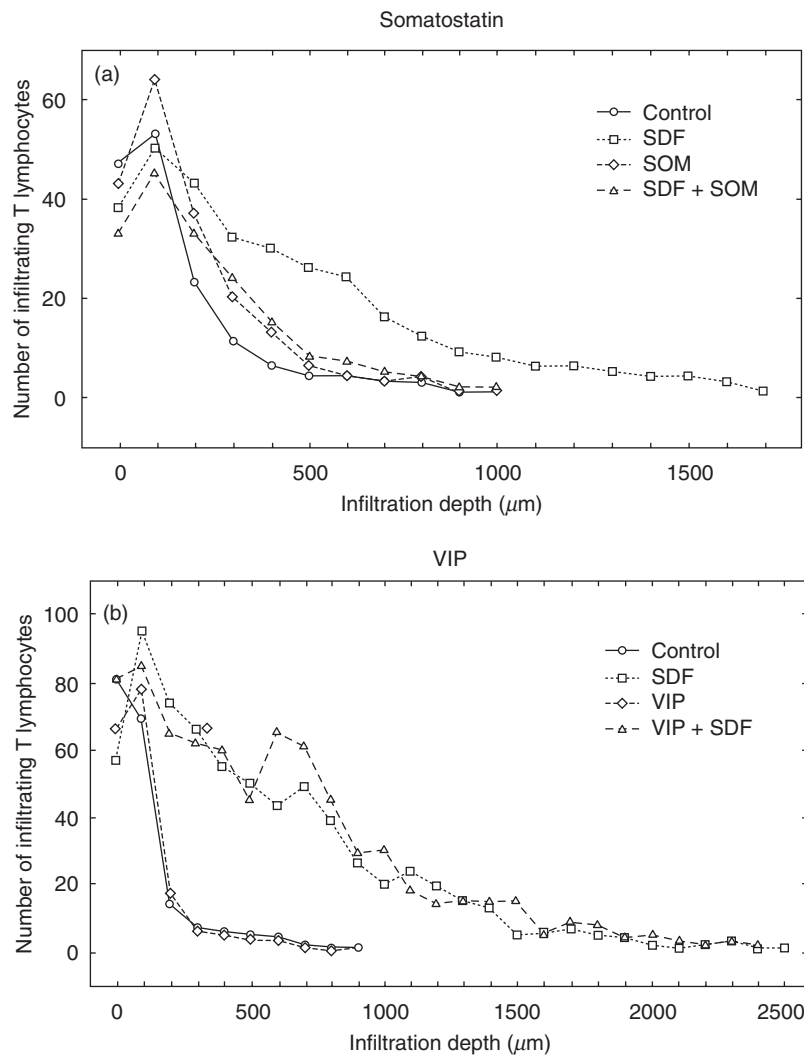 Somatostatin
(a)
Number of infiltrating T lymphocytes
60
40
20
0
Control
SDF
SOM
SDF + SOM
0 500 1000 1500
Infiltration depth (μm)
VIP
(b)
Number of infiltrating T lymphocytes
100
80
60
40
20
0
Control
SDF
VIP
VIP + SDF
0 500 1000 1500 2000 2500
Infiltration depth (μm)